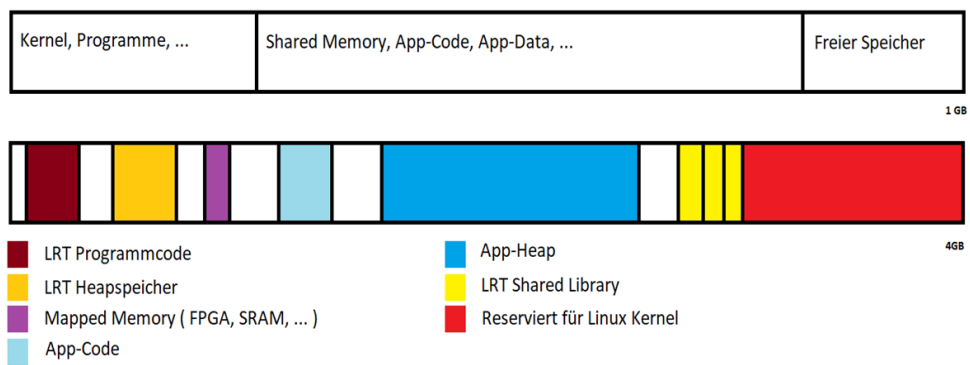 Kernel, Programme, ...
Shared Memory, App-Code, App-Data, ...
Freier Speicher
1 GB
4GB
LRT Programmcode
LRT Heapspeicher
Mapped Memory ( FPGA, SRAM, ... )
App-Code
App-Heap
LRT Shared Library
Reserviert für Linux Kernel